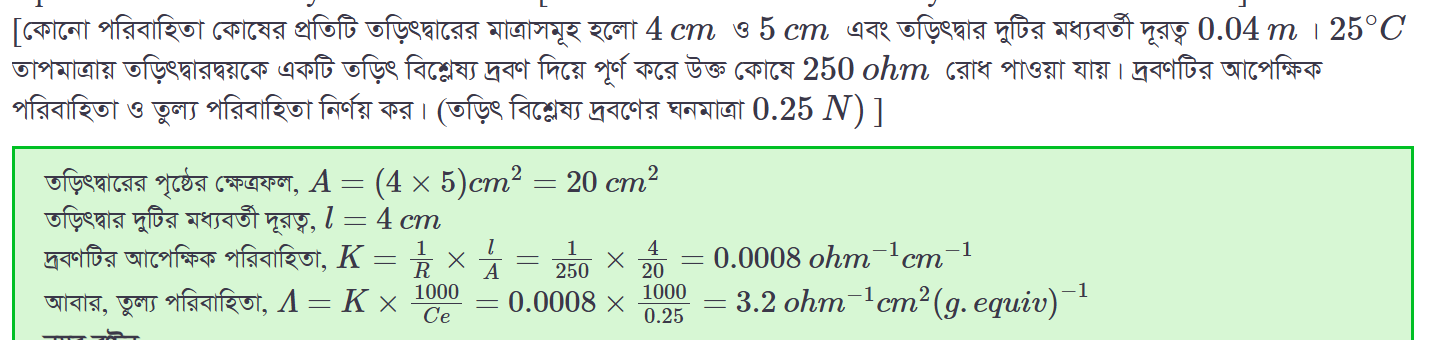 [কোনো পরিবাহিতা কোষের প্রতিটি তড়িৎদ্বারের মাত্রাসমূহ হলো 4 cm ও 5 cm এবং তড়িৎদ্বার দুটির মধ্যবর্তী দূরত্ব 0.04 m । 25°C
তাপমাত্রায় তড়িৎদ্বারদ্বয়কে একটি তড়িৎ বিশ্লেষ্য দ্রবণ দিয়ে পূর্ণ করে উক্ত কোষে 250 ohm রোধ পাওয়া যায়। দ্রবণটির আপেক্ষিক
পরিবাহিতা ও তুল্য পরিবাহিতা নির্ণয় কর। (তড়িৎ বিশ্লেষ্য দ্রবণের ঘনমাত্রা 0.25 N) ]
তড়িৎদ্বারের পৃষ্ঠের ক্ষেত্রফল, A = (4 × 5)cm² = 20 cm²
তড়িৎদ্বার দুটির মধ্যবর্তী দূরত্ব, l = 4 cm
দ্রবণটির আপেক্ষিক পরিবাহিতা, K = 1/R × l/A = 1/250 × 4/20 = 0.0008 ohm⁻¹cm⁻¹
আবার, তুল্য পরিবাহিতা, Λ = K × 1000/Ce = 0.0008 × 1000/0.25 = 3.2 ohm⁻¹cm²(g. equiv)⁻¹